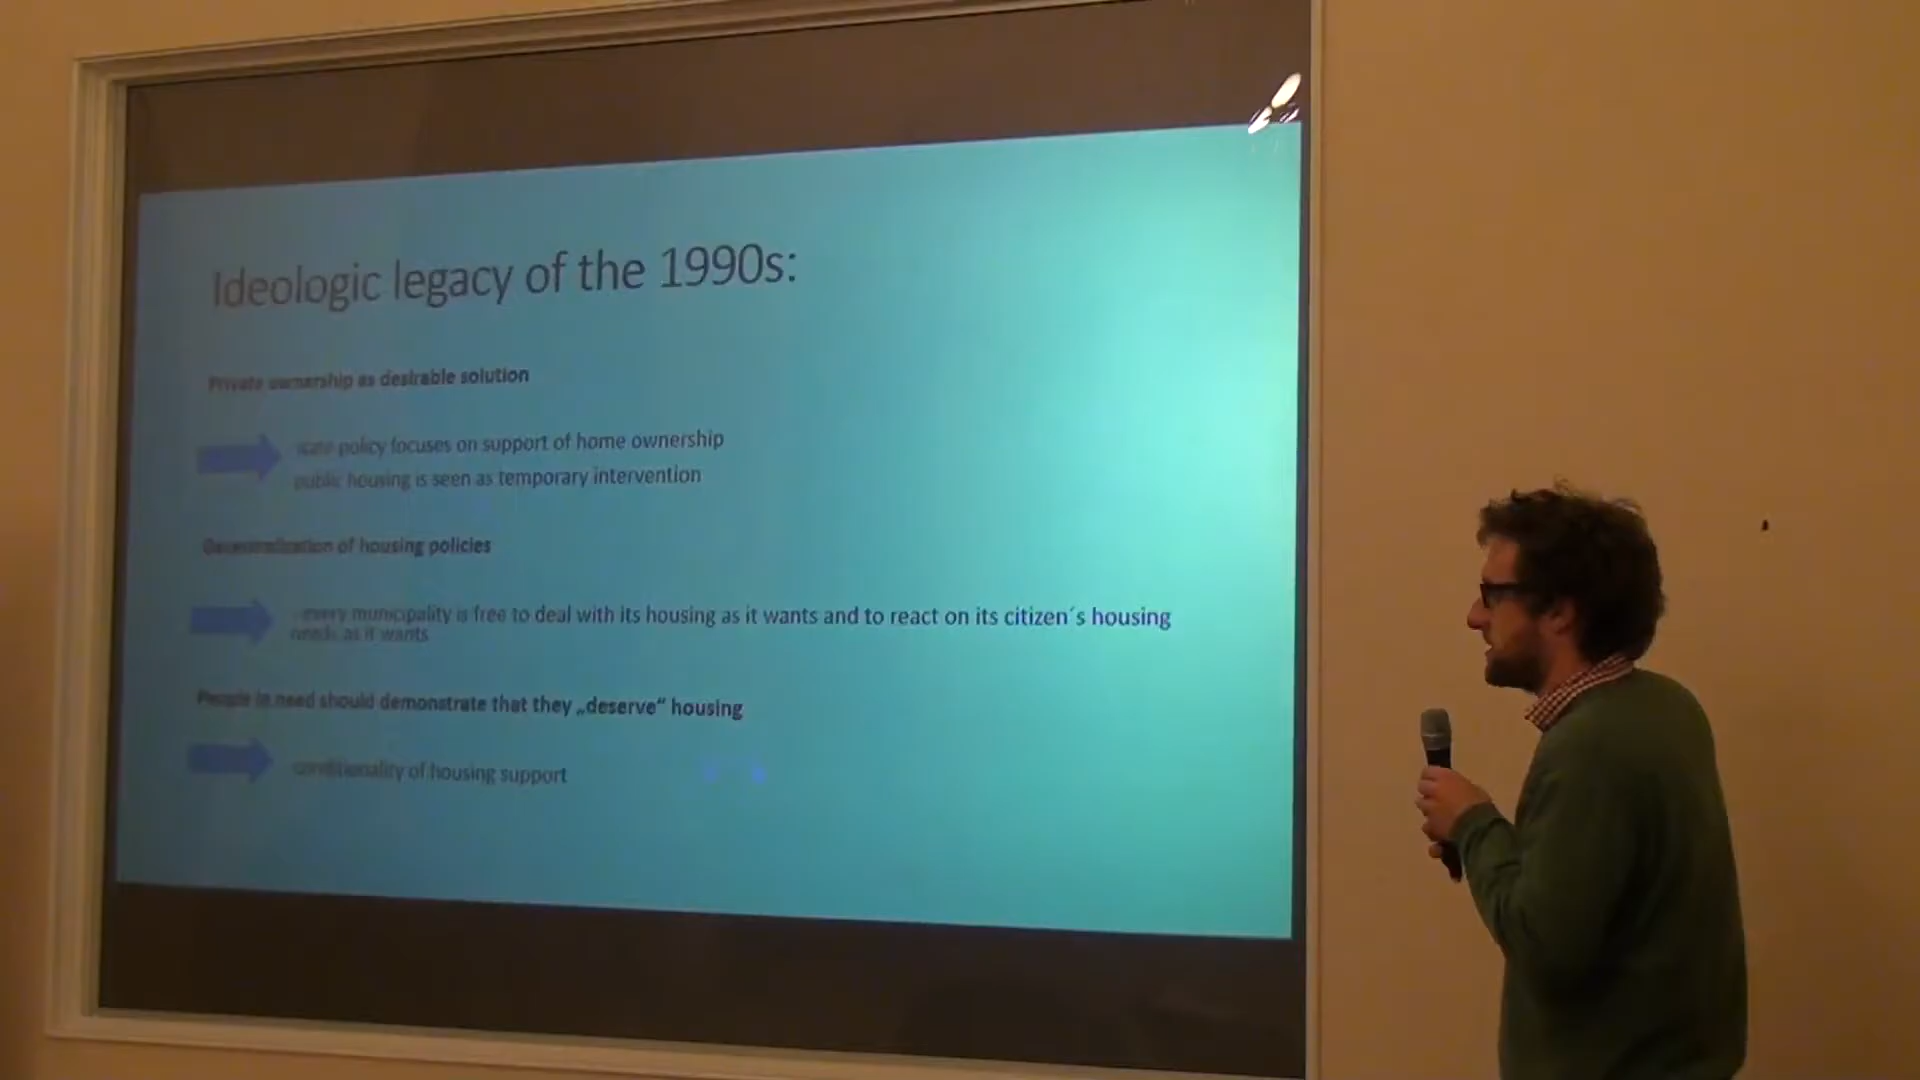 Ideologic legacy of the 1990s:
Private ownership as desirable solution
state policy focuses on support of home ownership
public housing is seen as temporary intervention
Decentralization of housing policies
every municipality is free to deal with its housing as it wants and to react on its citizen´s housing
needs as it wants
People in need should demonstrate that they „deserve“ housing
conditionality of housing support